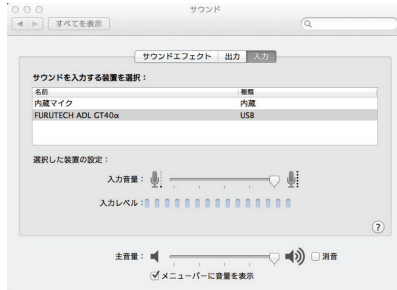 サウンド
すべてを表示
サウンドエフェクト 出力 入力
サウンドを入力する装置を選択：
名前 種類
内蔵マイク 内蔵
FURUTECH ADL GT40α USB
選択した装置の設定：
入力音量：
入力レベル：
?
主音量： 消音
メニューバーに音量を表示